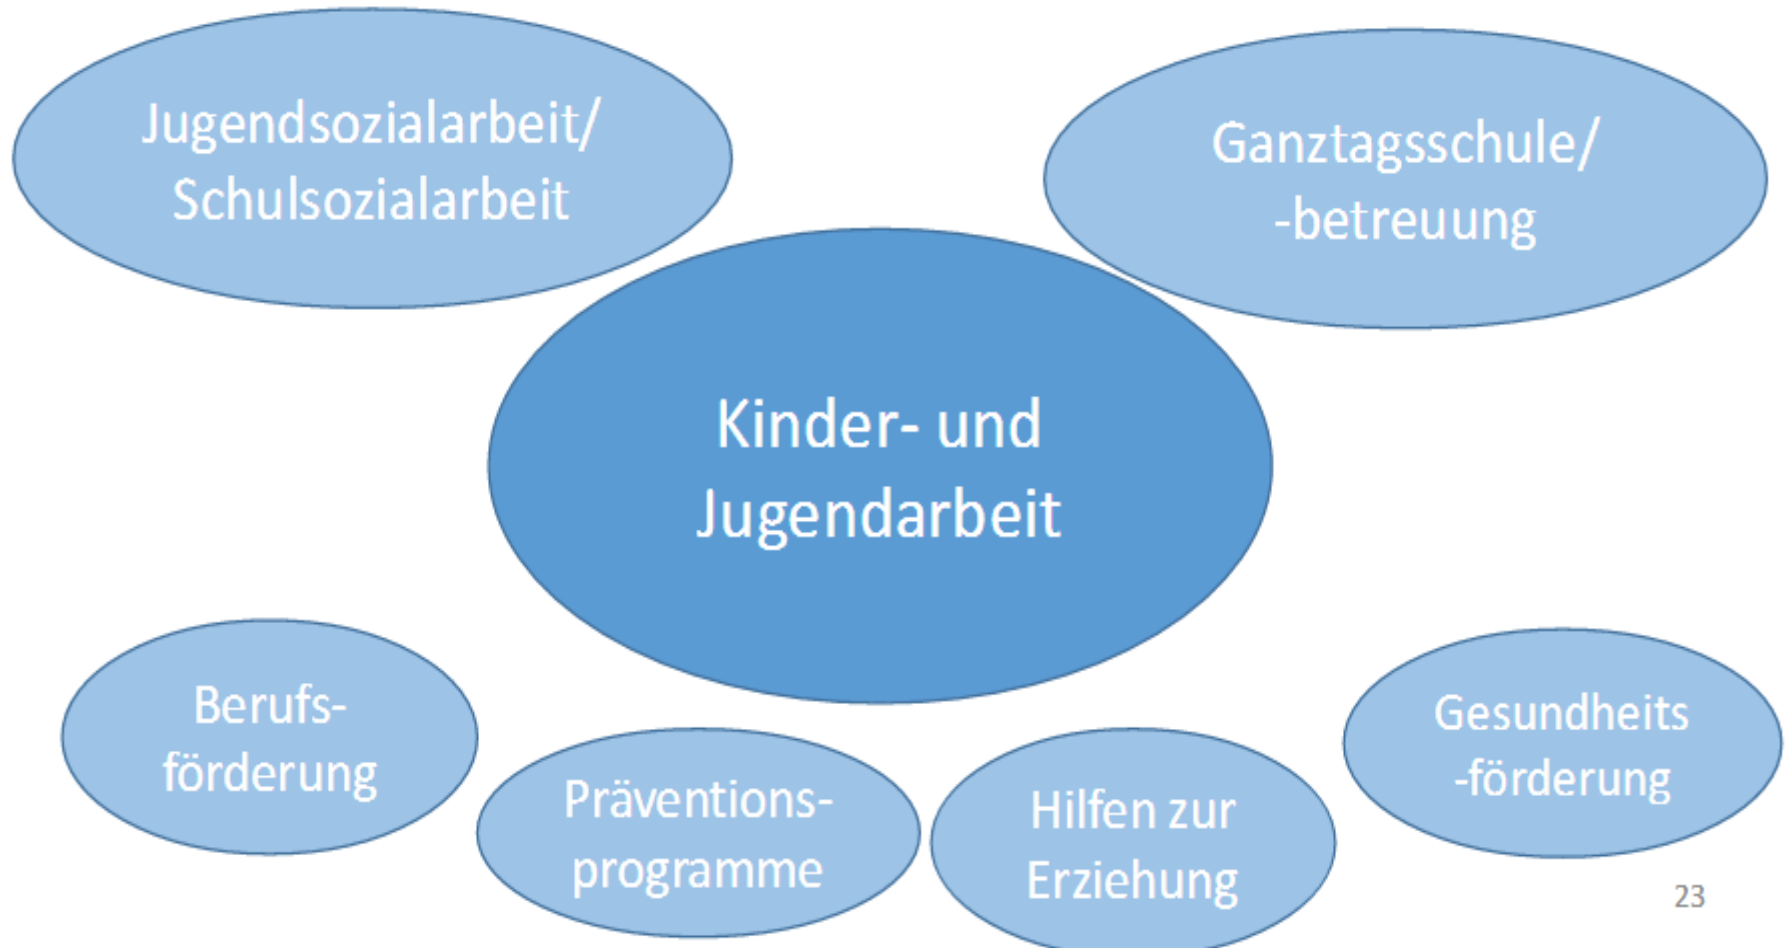 Jugendsozialarbeit/
Schulsozialarbeit
Ganztagsschule/
-betreuung
Kinder- und
Jugendarbeit
Berufs-
förderung
Präventions-
programme
Hilfen zur
Erziehung
Gesundheits
-förderung
23